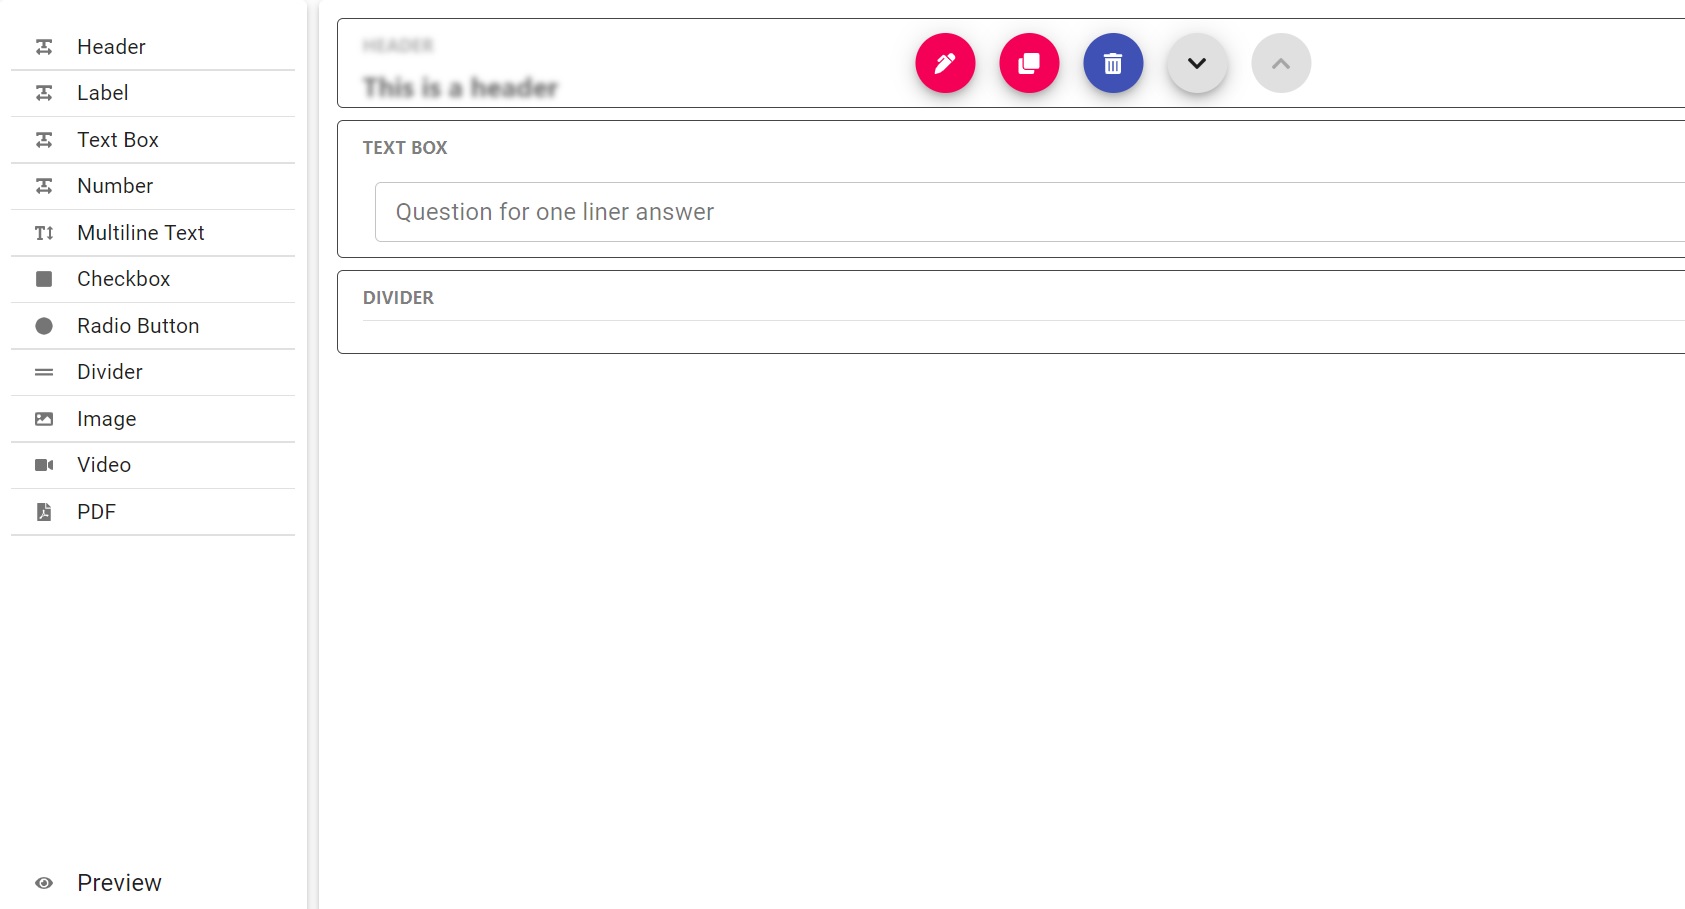 Header
Label
Text Box
Number
Multiline Text
Checkbox
Radio Button
Divider
Image
Video
PDF
Preview
HEADER
This is a header
TEXT BOX
Question for one liner answer
DIVIDER